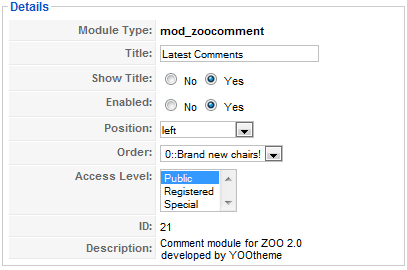 Details
Module Type: mod_zoocomment
Title: Latest Comments
Show Title: No Yes
Enabled: No Yes
Position: left
Order: 0::Brand new chairs!
Access Level: Public
Registered
Special
ID: 21
Description: Comment module for ZOO 2.0
developed by YOOtheme